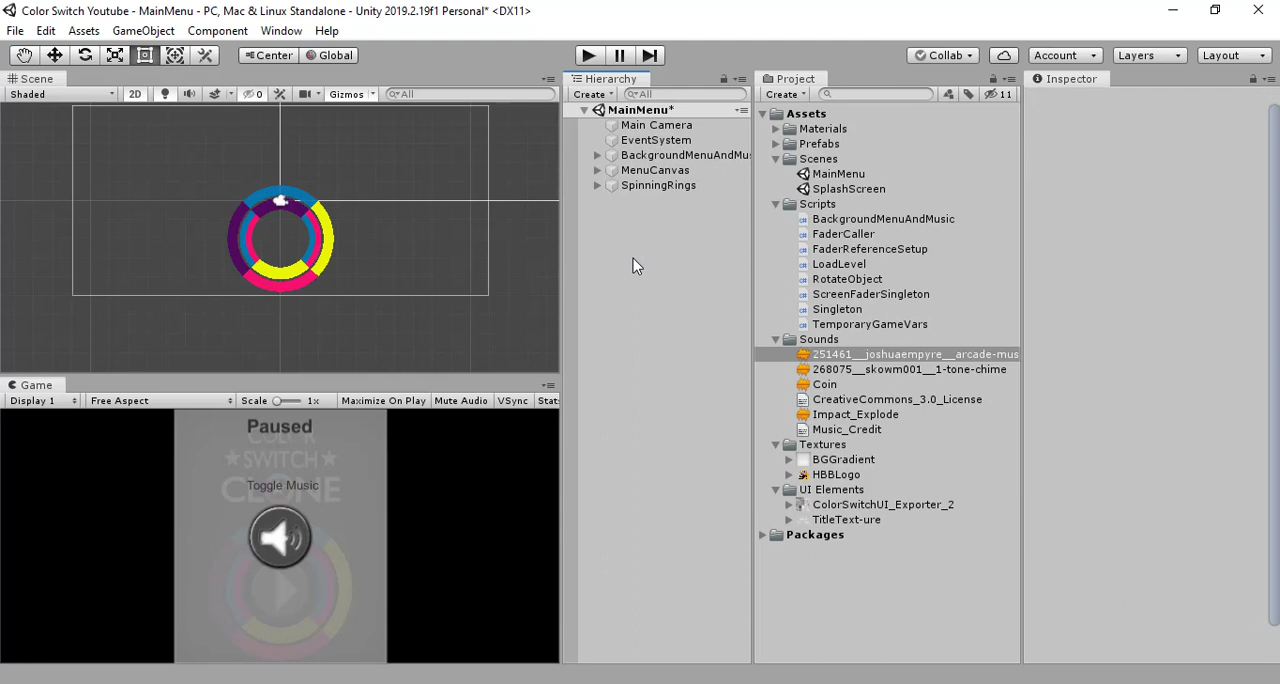 Color Switch Youtube - MainMenu - PC, Mac & Linux Standalone - Unity 2019.2.19f1 Personal* <DX11>
File Edit Assets GameObject Component Window Help
Center Global Collab Account Layers Layout
Scene
Shaded 2D 0 Gizmos All
Hierarchy
Create All
MainMenu*
Main Camera
EventSystem
BackgroundMenuAndMus
MenuCanvas
SpinningRings
Project
Create 11
Assets
Materials
Prefabs
Scenes
MainMenu
SplashScreen
Scripts
BackgroundMenuAndMusic
FaderCaller
FaderReferenceSetup
LoadLevel
RotateObject
ScreenFaderSingleton
Singleton
TemporaryGameVars
Sounds
251461__joshuaempyre__arcade-mus
268075__skowm001__1-tone-chime
Coin
CreativeCommons_3.0_License
Impact_Explode
Music_Credit
Textures
BGGradient
HBBLogo
UI Elements
ColorSwitchUI_Exporter_2
TitleText-ure
Packages
Inspector
Game
Display 1 Free Aspect Scale 1x Maximize On Play Mute Audio VSync Stat
Paused
COLOR
SWITCH
CLONE
Toggle Music